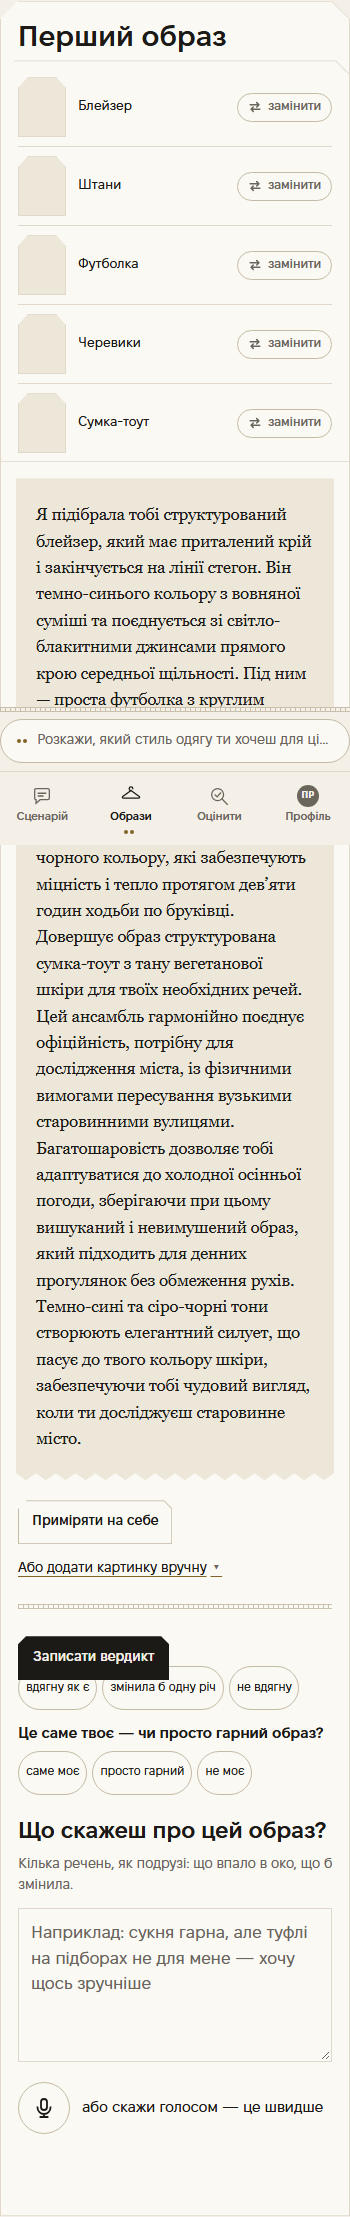 Перший образ
Блейзер
замінити
Штани
замінити
Футболка
замінити
Черевики
замінити
Сумка-тоут
замінити
Я підібрала тобі структурований
блейзер, який має приталений крій
і закінчується на лінії стегон. Він
темно-синього кольору з вовняної
суміші та поєднується зі світло-
блакитними джинсами прямого
крою середньої щільності. Під ним
— проста футболка з круглим
Розкажи, який стиль одягу ти хочеш для ці...
Сценарій
Образи
Оцінити
ПР
Профіль
чорного кольору, які забезпечують
міцність і тепло протягом дев’яти
годин ходьби по бруківці.
Довершує образ структурована
сумка-тоут з тану вегетанової
шкіри для твоїх необхідних речей.
Цей ансамбль гармонійно поєднує
офіційність, потрібну для
дослідження міста, із фізичними
вимогами пересування вузькими
старовинними вулицями.
Багатошаровість дозволяє тобі
адаптуватися до холодної осінньої
погоди, зберігаючи при цьому
вишуканий і невимушений образ,
який підходить для денних
прогулянок без обмеження рухів.
Темно-сині та сіро-чорні тони
створюють елегантний силует, що
пасує до твого кольору шкіри,
забезпечуючи тобі чудовий вигляд,
коли ти досліджуєш старовинне
місто.
Приміряти на себе
Або додати картинку вручну
Записати вердикт
вдягну як є
змінила б одну річ
не вдягну
Це саме твоє — чи просто гарний образ?
саме моє
просто гарний
не моє
Що скажеш про цей образ?
Кілька речень, як подрузі: що впало в око, що б
змінила.
Наприклад: сукня гарна, але туфлі
на підборах не для мене — хочу
щось зручніше
або скажи голосом — це швидше